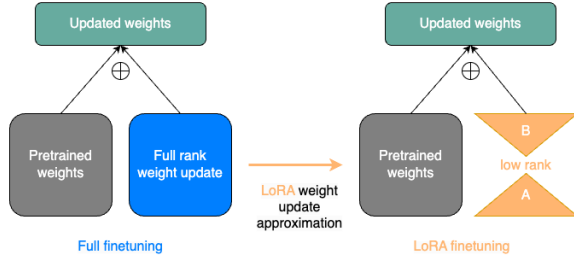 Updated weights
Updated weights
Pretrained
weights
Full rank
weight update
LoRA weight
update
approximation
Pretrained
weights
B
low rank
A
Full finetuning
LoRA finetuning